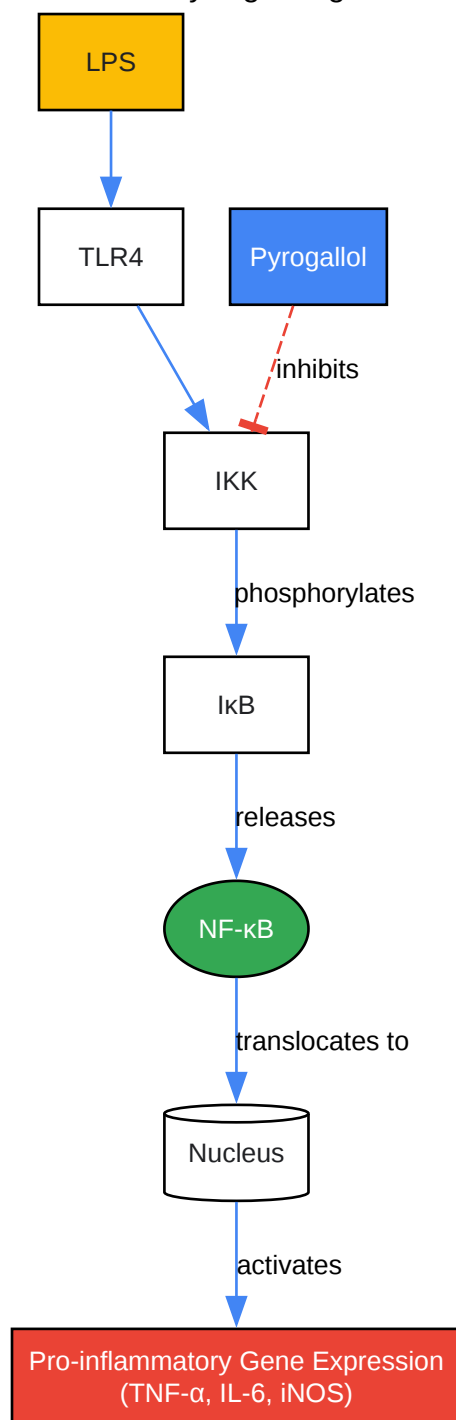 LPS
TLR4
Pyrogallol
inhibits
IKK
phosphorylates
IκB
releases
NF-κB
translocates to
Nucleus
activates
Pro-inflammatory Gene Expression
(TNF-α, IL-6, iNOS)